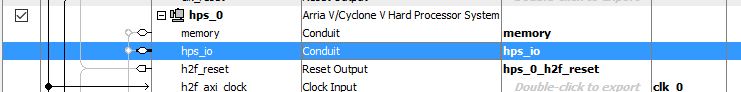 hps_0 Arria V/Cyclone V Hard Processor System
memory Conduit memory
hps_io Conduit hps_io
h2f_reset Reset Output hps_0_h2f_reset
h2f_axi_clock Clock Input Double-click to export clk_0